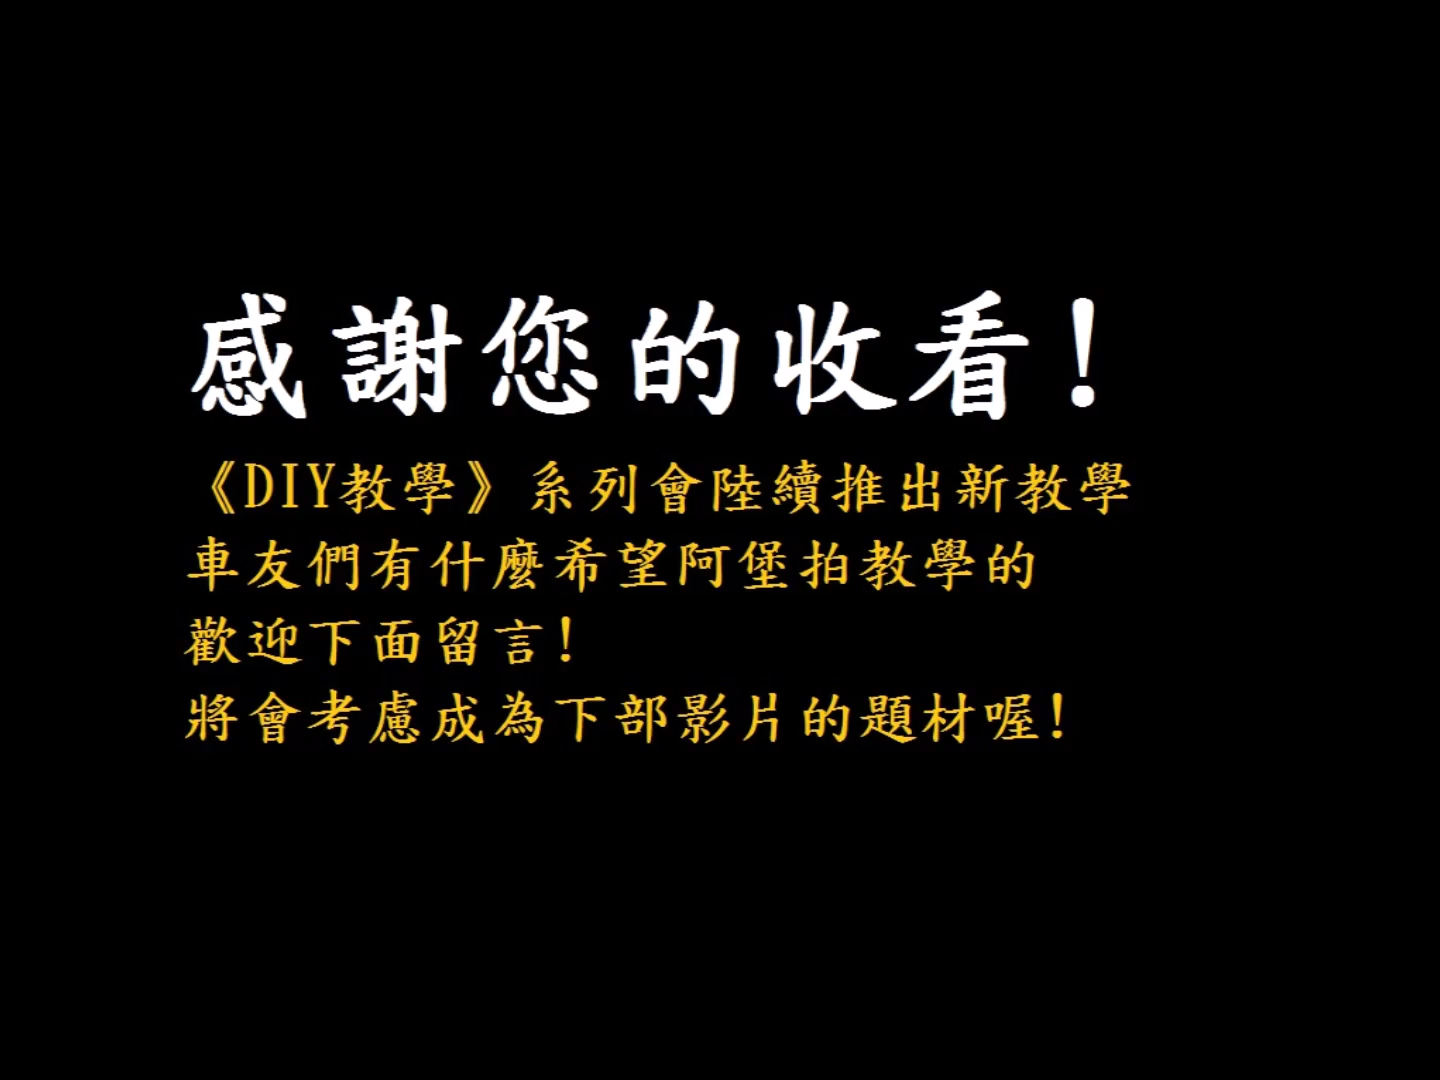 感謝您的收看!
《DIY教學》系列會陸續推出新教學
車友們有什麼希望阿堡拍教學的
歡迎下面留言!
將會考慮成為下部影片的題材喔!